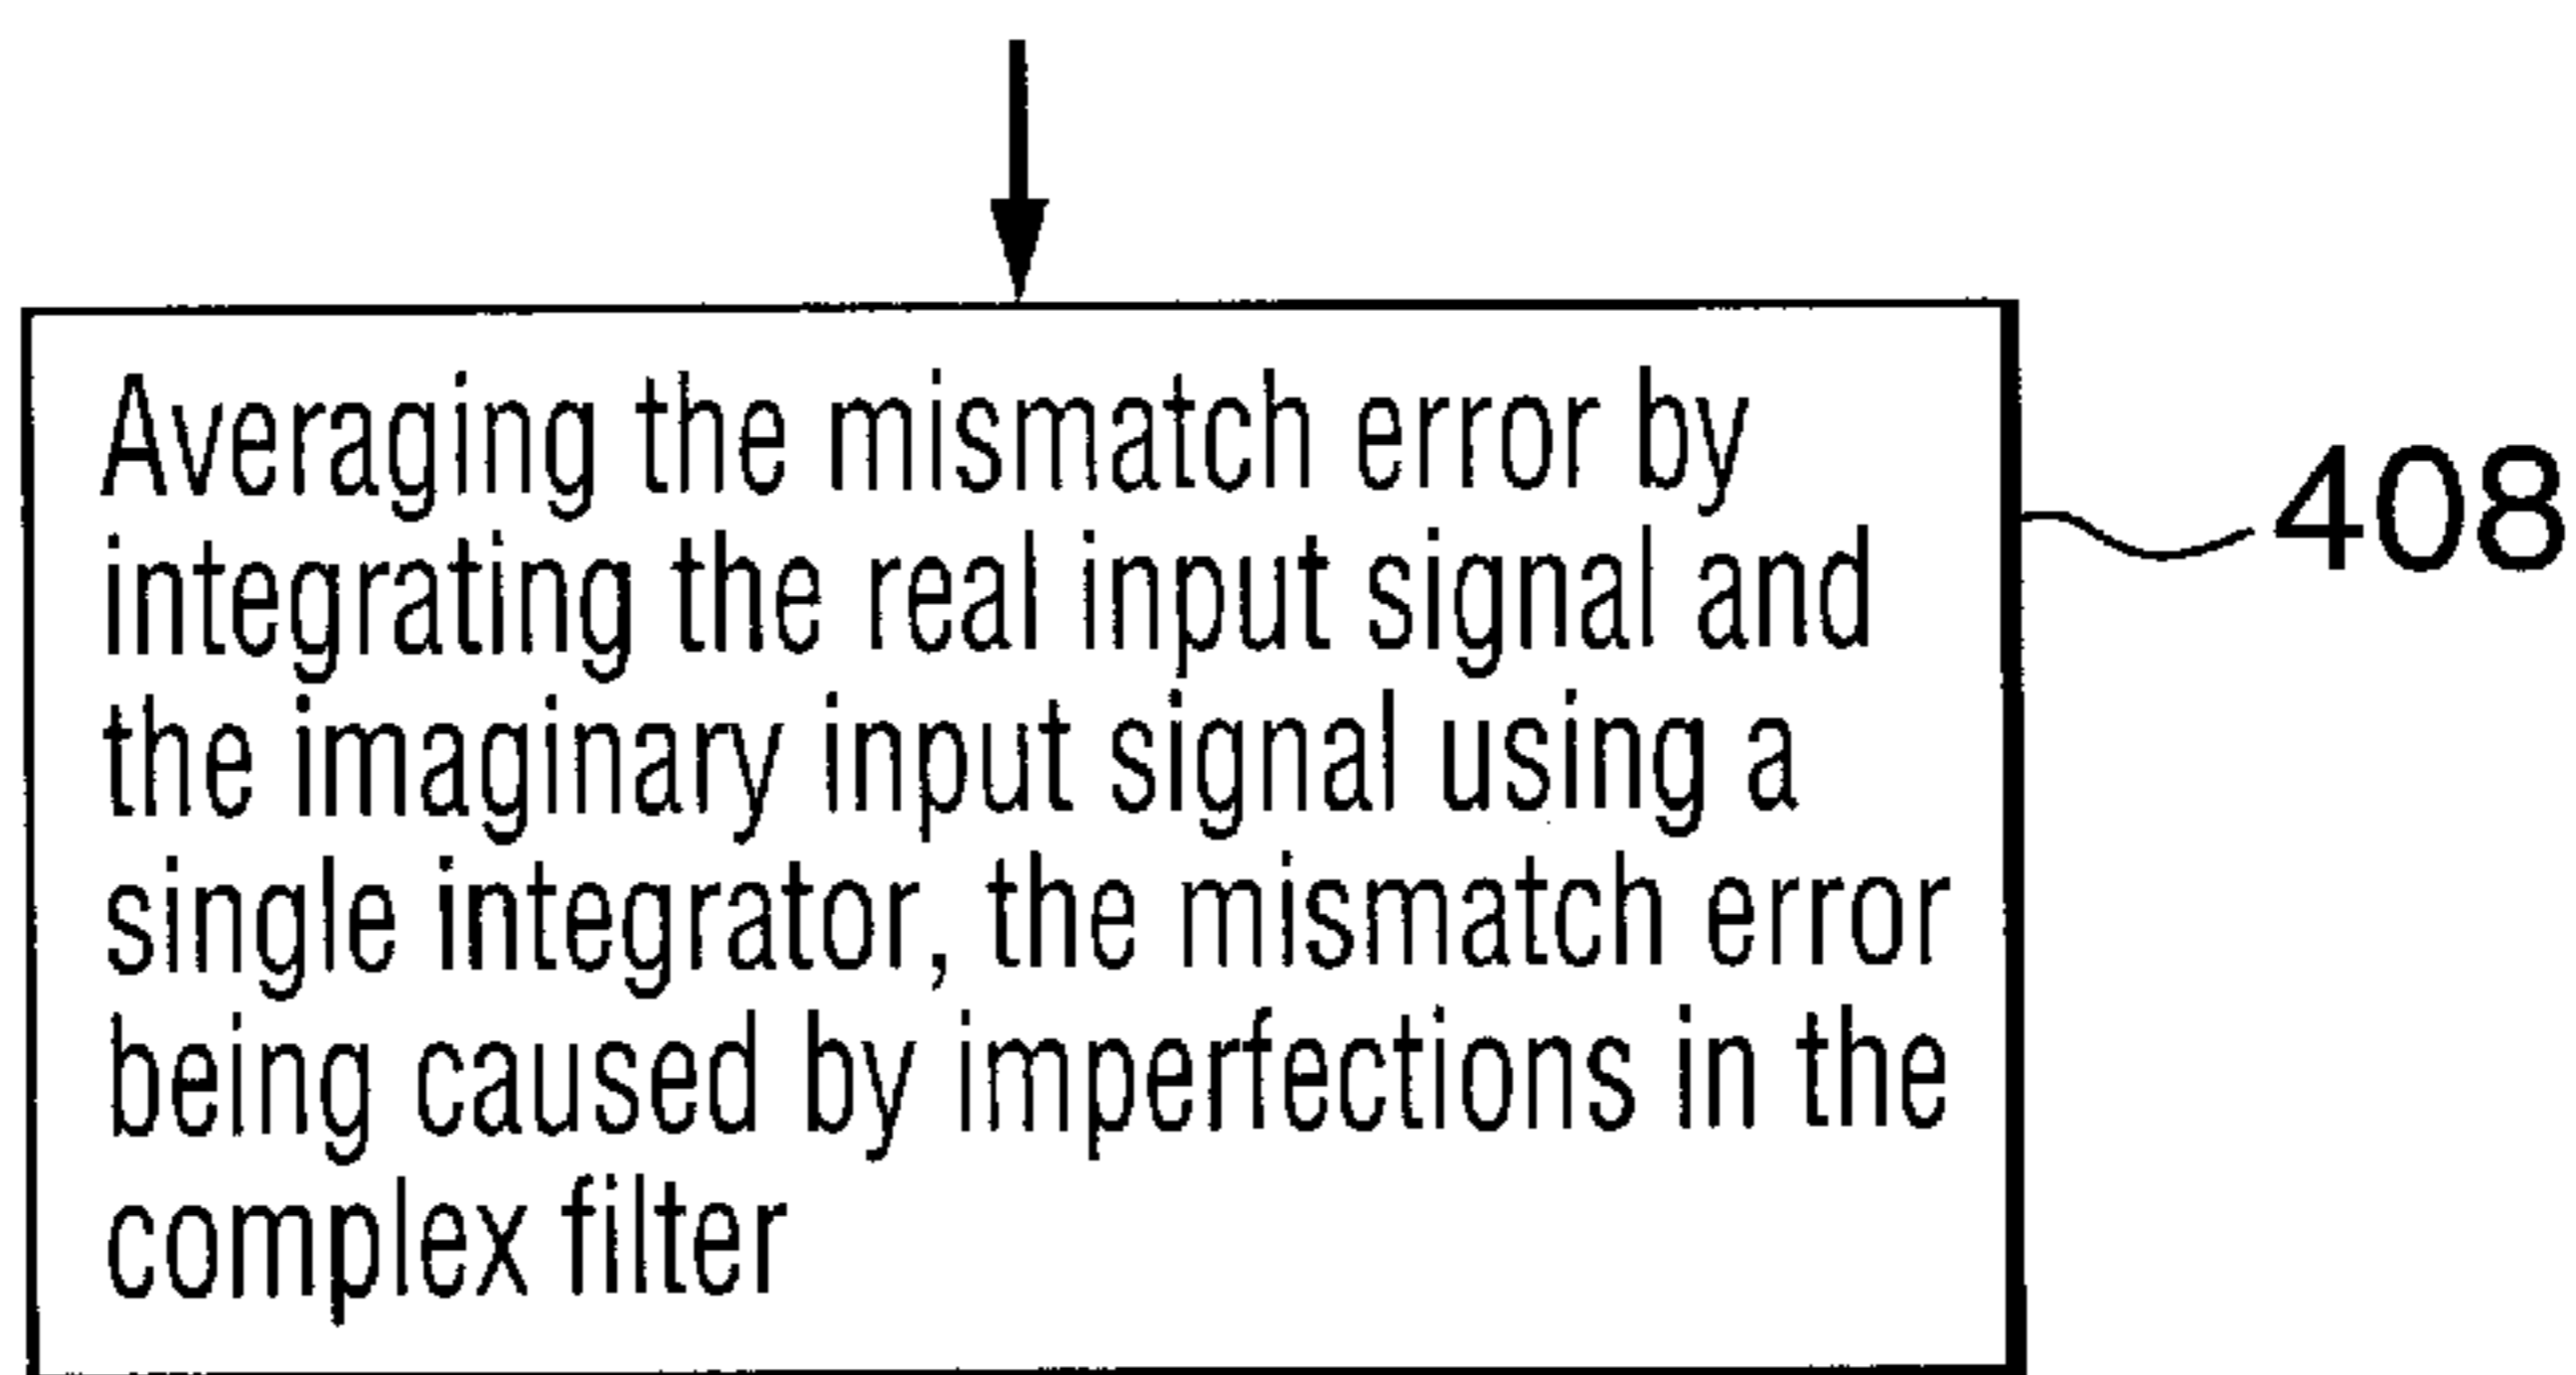 Averaging the mismatch error by
integrating the real input signal and
the imaginary input signal using a
single integrator, the mismatch error
being caused by imperfections in the
complex filter
408